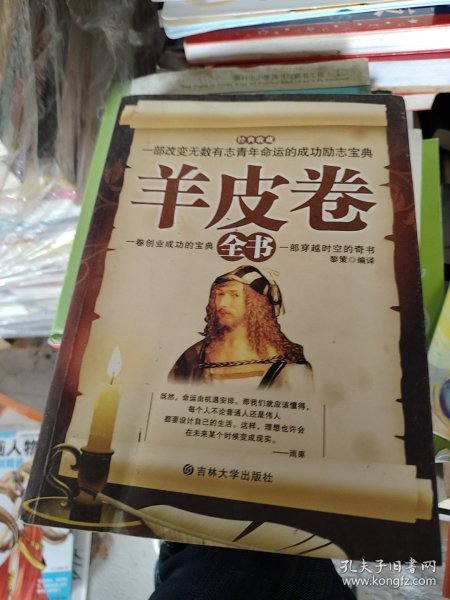 经典收藏
一部改变无数有志青年命运的成功励志宝典
羊皮卷
一卷创业成功的宝典
全书
一部穿越时空的奇书
黎策◎编译
既然，命运由机遇安排。那我们就应该懂得，
每个人不论普通人还是伟人
都要设计自己的生活。这样，理想也许会
在未来某个时候变成现实。
——雨果
吉林大学出版社
人物
孔夫子旧书网
www.kongfz.com